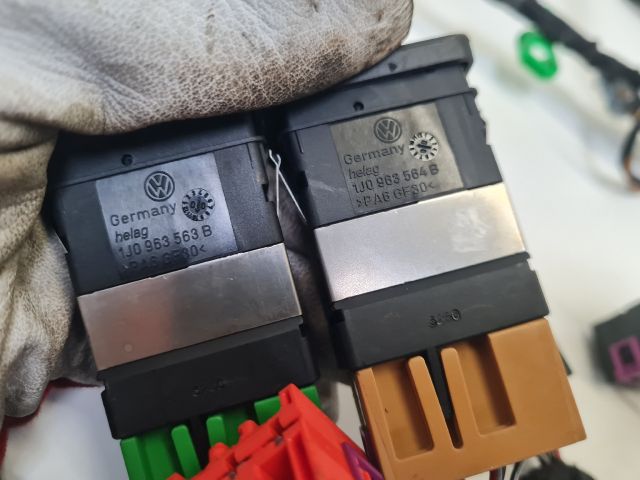 Germany
helag
1J0 963 563 B
>PA6 GF30<
Germany
helag
1J0 963 564 B
>PA6 GF30<